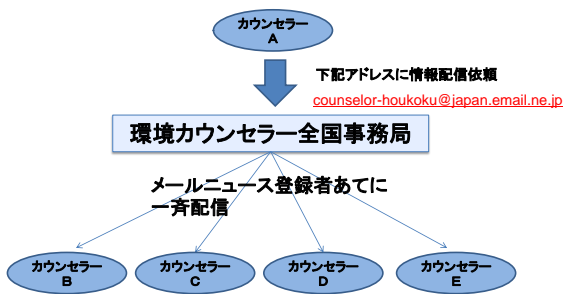 カウンセラー
A
下記アドレスに情報配信依頼
counselor-houkoku@japan.email.ne.jp
環境カウンセラー全国事務局
メールニュース登録者あてに
一斉配信
カウンセラー
B
カウンセラー
C
カウンセラー
D
カウンセラー
E